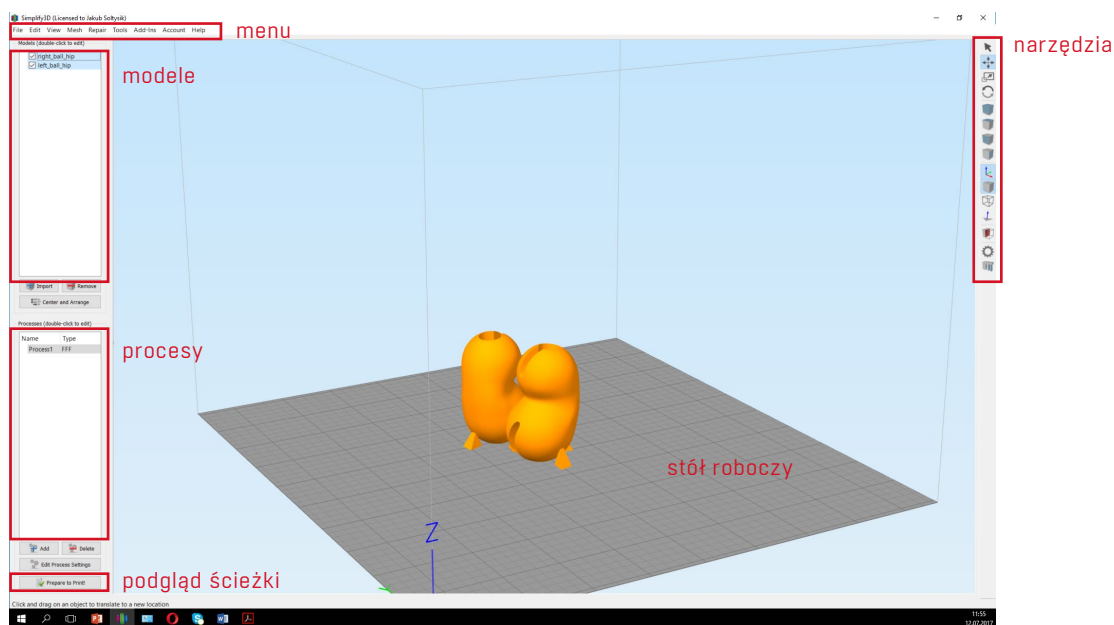 Simplify3D (Licensed to Jakub Soltysik)
File Edit View Mesh Repair Tools Add-Ins Account Help
menu
narzędzia
Models (double-click to edit)
right_ball_hip
left_ball_hip
modele
Import Remove
Center and Arrange
Processes (double-click to edit)
Name Type
Process1 FFF
procesy
stół roboczy
Z
Add Delete
Edit Process Settings
Prepare to Print!
podgląd ścieżki
Click and drag on an object to translate to a new location
11:55
12.07.2017